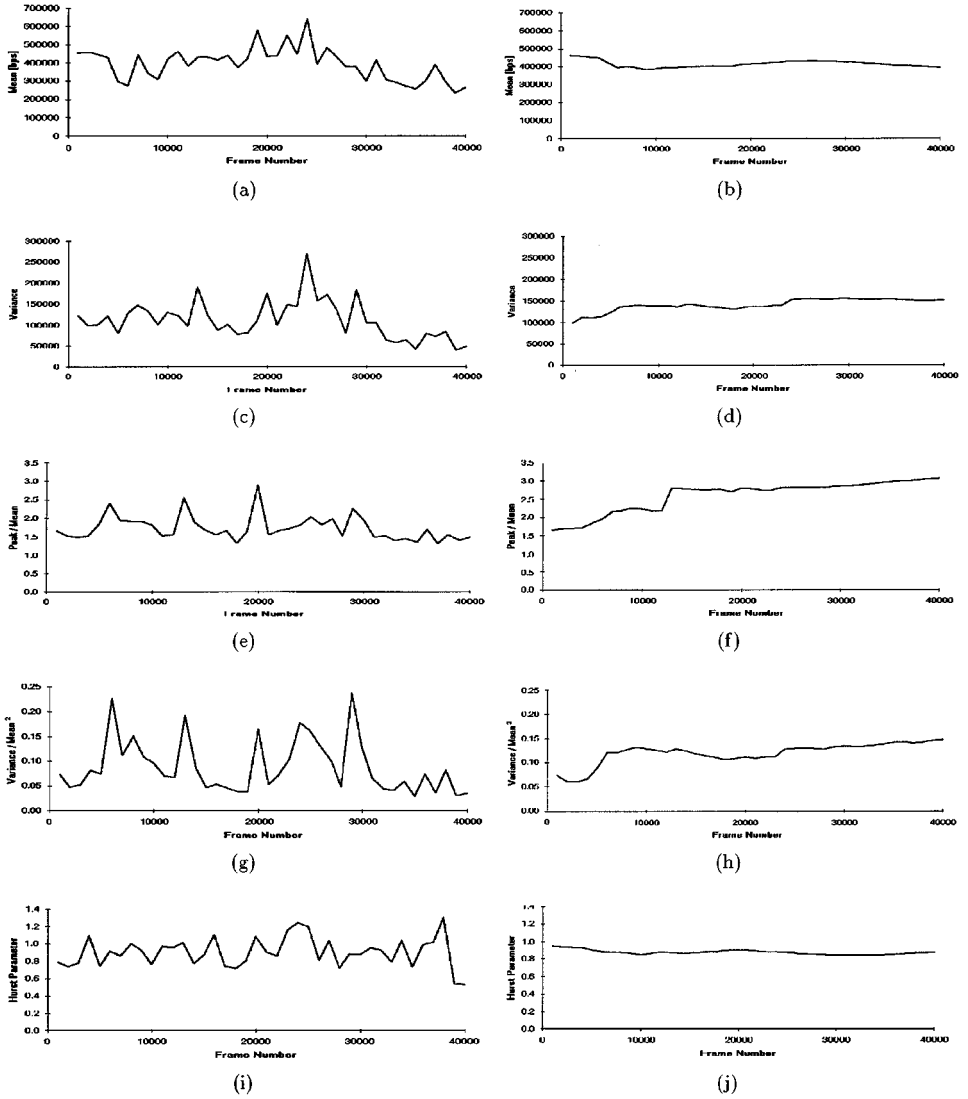 700000
600000
500000
400000
300000
200000
100000
0
Mean [bps]
0 10000 20000 30000 40000
Frame Number
(a)
700000
600000
500000
400000
300000
200000
100000
0
Mean [bps]
0 10000 20000 30000 40000
Frame Number
(b)
300000
250000
200000
150000
100000
50000
0
Variance
0 10000 20000 30000 40000
Frame Number
(c)
300000
250000
200000
150000
100000
50000
0
Variance
0 10000 20000 30000 40000
Frame Number
(d)
3.5
3.0
2.5
2.0
1.5
1.0
0.5
0.0
Peak / Mean
0 10000 20000 30000 40000
Frame Number
(e)
3.5
3.0
2.5
2.0
1.5
1.0
0.5
0.0
Peak / Mean
0 10000 20000 30000 40000
Frame Number
(f)
0.25
0.20
0.15
0.10
0.05
0.00
Variance / Mean²
0 10000 20000 30000 40000
Frame Number
(g)
0.25
0.20
0.15
0.10
0.05
0.00
Variance / Mean²
0 10000 20000 30000 40000
Frame Number
(h)
1.4
1.2
1.0
0.8
0.6
0.4
0.2
0.0
Hurst Parameter
0 10000 20000 30000 40000
Frame Number
(i)
1.4
1.2
1.0
0.8
0.6
0.4
0.2
0.0
Hurst Parameter
0 10000 20000 30000 40000
Frame Number
(j)